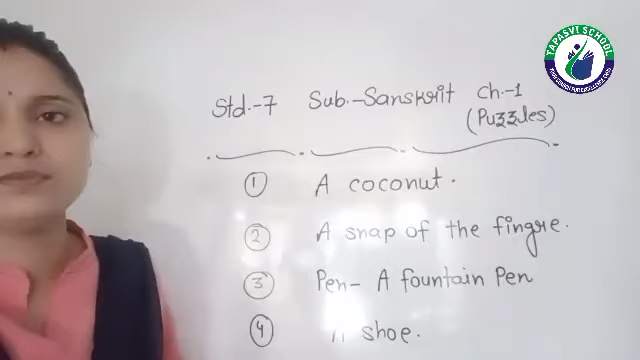 TAPASVI SCHOOL
Std.-7 Sub.-Sanskrit Ch.-1
(Puzzles)
1 A coconut.
2 A snap of the fingre.
3 Pen- A fountain Pen
4 A shoe.